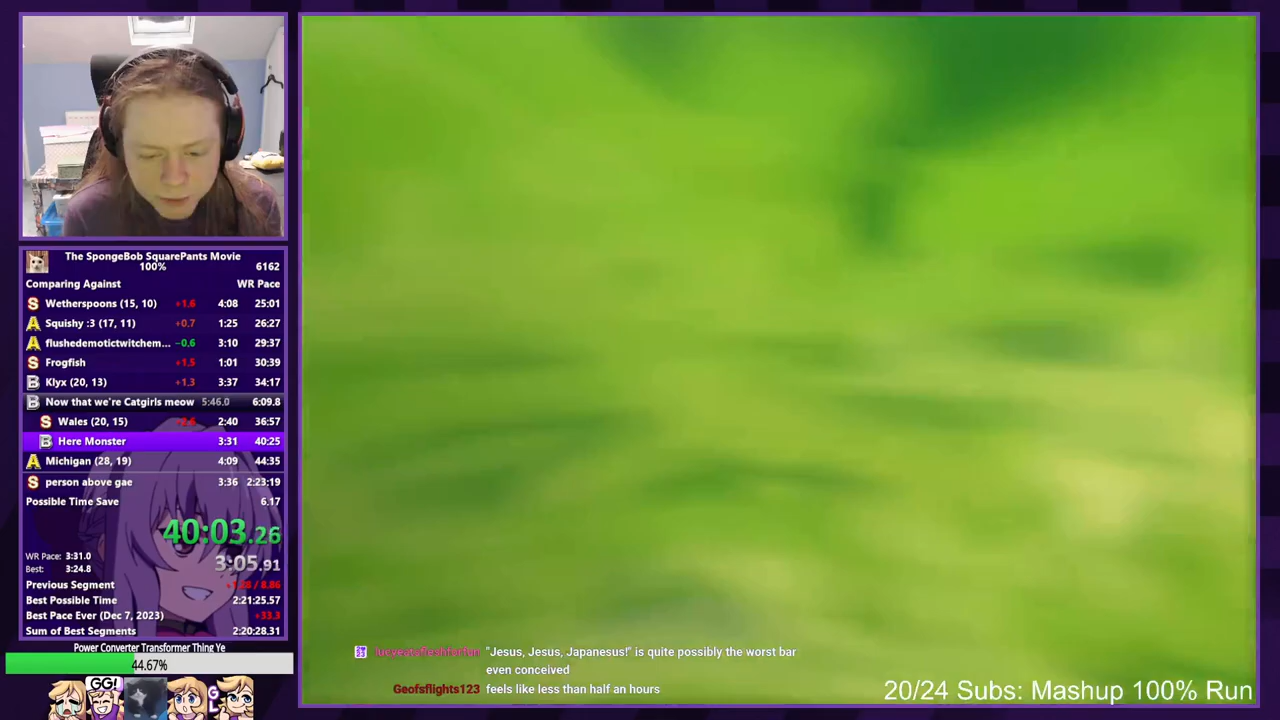 The SpongeBob SquarePants Movie
100% 6162
Comparing Against WR Pace
Wetherspoons (15, 10) +1.6 4:08 25:01
Squishy :3 (17, 11) +0.7 1:25 26:27
flushedemotictwitchem... −0.6 3:10 29:37
Frogfish +1.5 1:01 30:39
Klyx (20, 13) +1.3 3:37 34:17
Now that we're Catgirls meow 5:46.0 6:09.8
Wales (20, 15) +2.6 2:40 36:57
Here Monster 3:31 40:25
Michigan (28, 19) 4:09 44:35
person above gae 3:36 2:23:19
Possible Time Save 6.17
40:03.26
WR Pace: 3:31.0
Best: 3:24.8
3:05.91
Previous Segment / 8.86
Best Possible Time 2:21:25.57
Best Pace Ever (Dec 7, 2023) +33.3
Sum of Best Segments 2:20:28.31
Power Converter Transformer Thing Ye
44.67%
GG!
G
L
"Jesus, Jesus, Japanesus!" is quite possibly the worst bar
even conceived
Geofsflights123 feels like less than half an hours
20/24 Subs: Mashup 100% Run